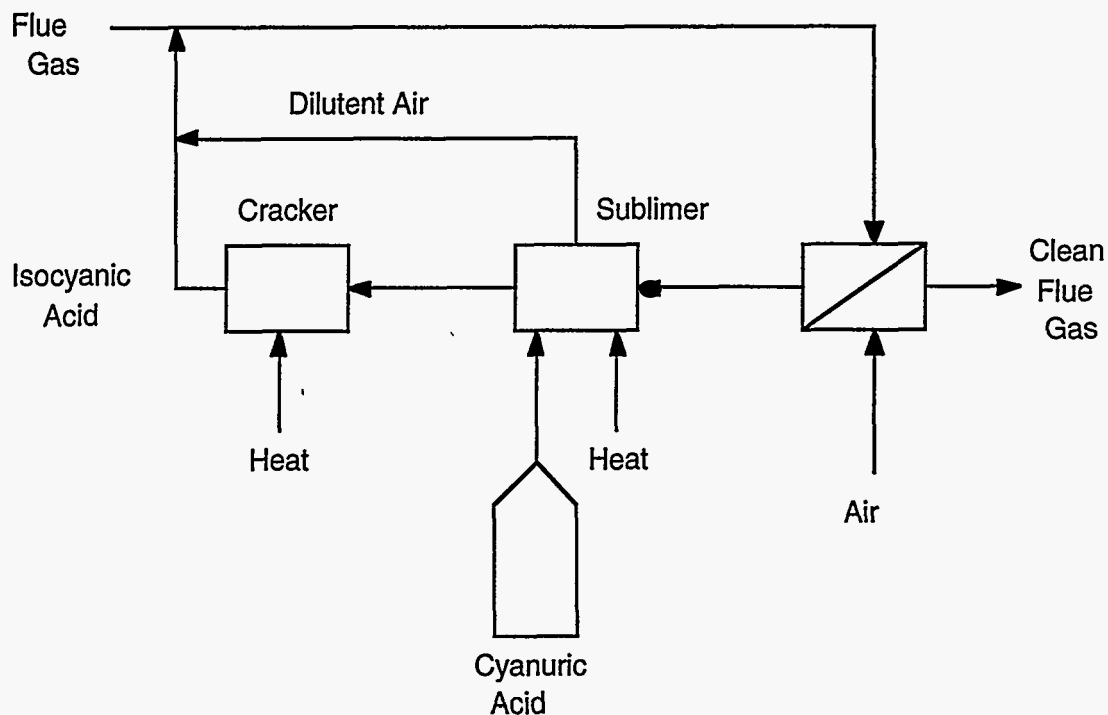 Flue
Gas
Dilutent Air
Cracker
Sublimer
Isocyanic
Acid
Clean
Flue
Gas
Heat
Heat
Air
Cyanuric
Acid